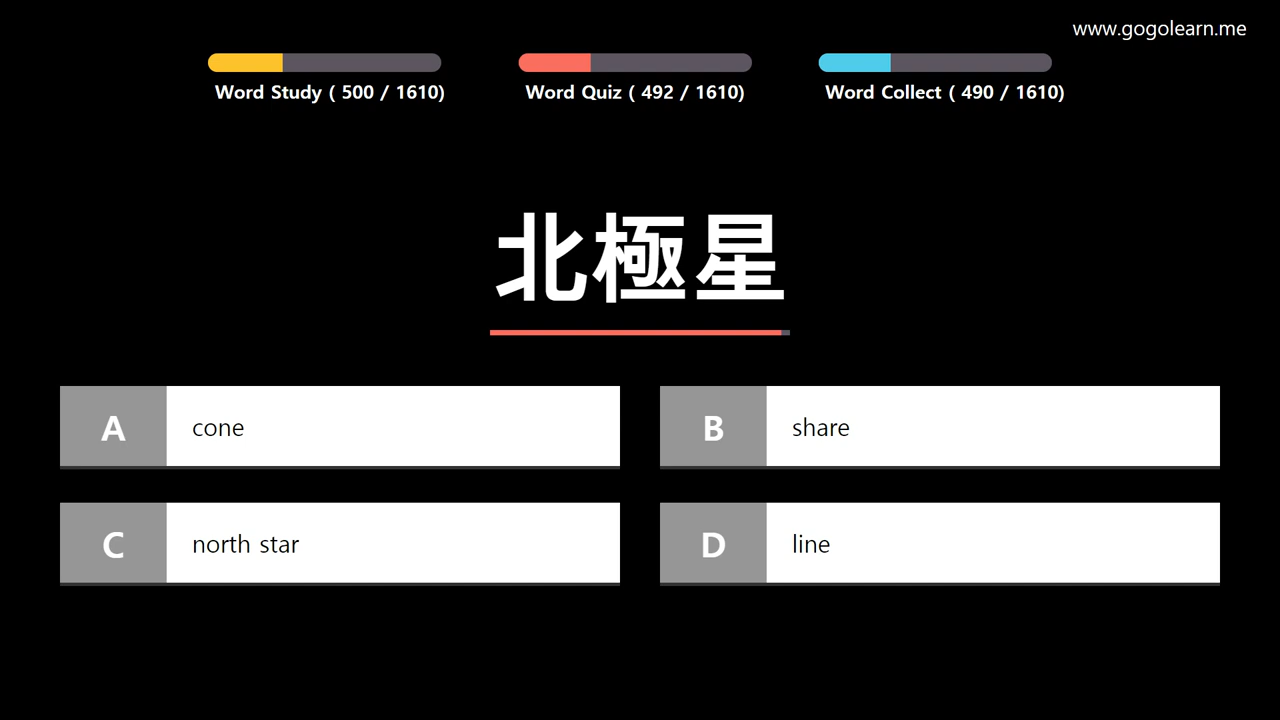 www.gogolearn.me
Word Study ( 500 / 1610)
Word Quiz ( 492 / 1610)
Word Collect ( 490 / 1610)
北極星
A cone
B share
C north star
D line